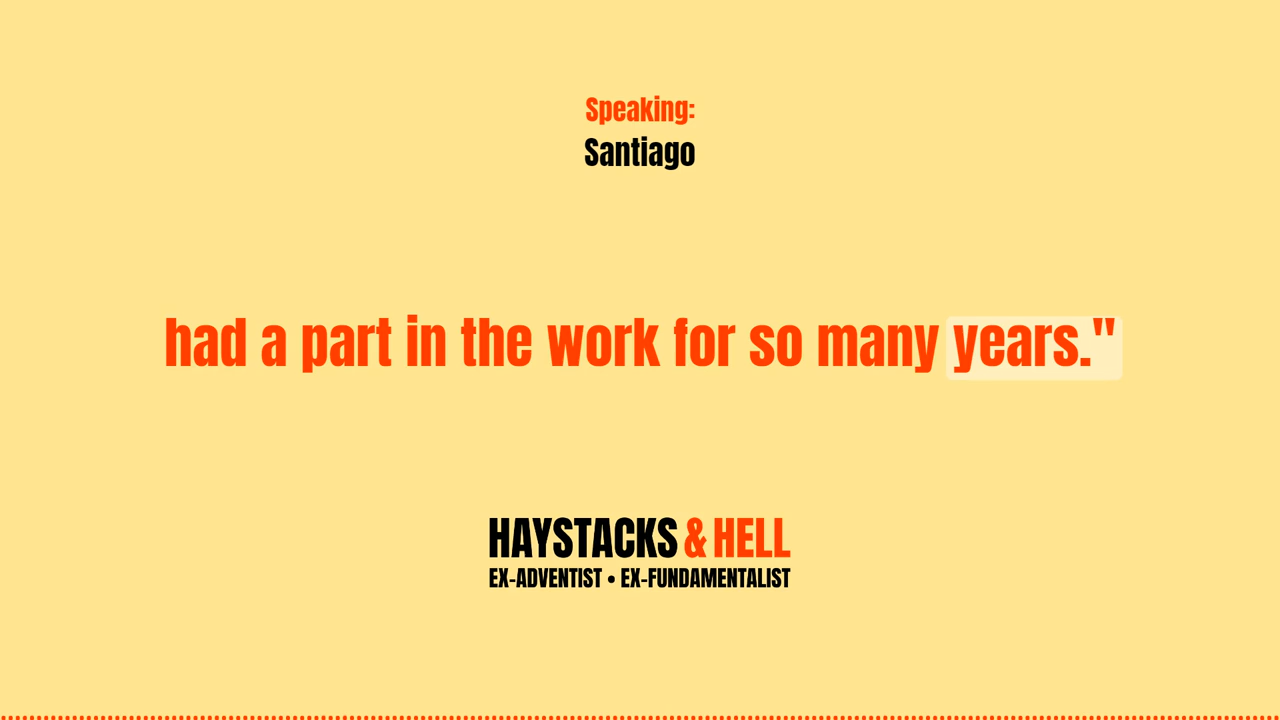 Speaking:
Santiago
had a part in the work for so many years."
HAYSTACKS & HELL
EX-ADVENTIST • EX-FUNDAMENTALIST